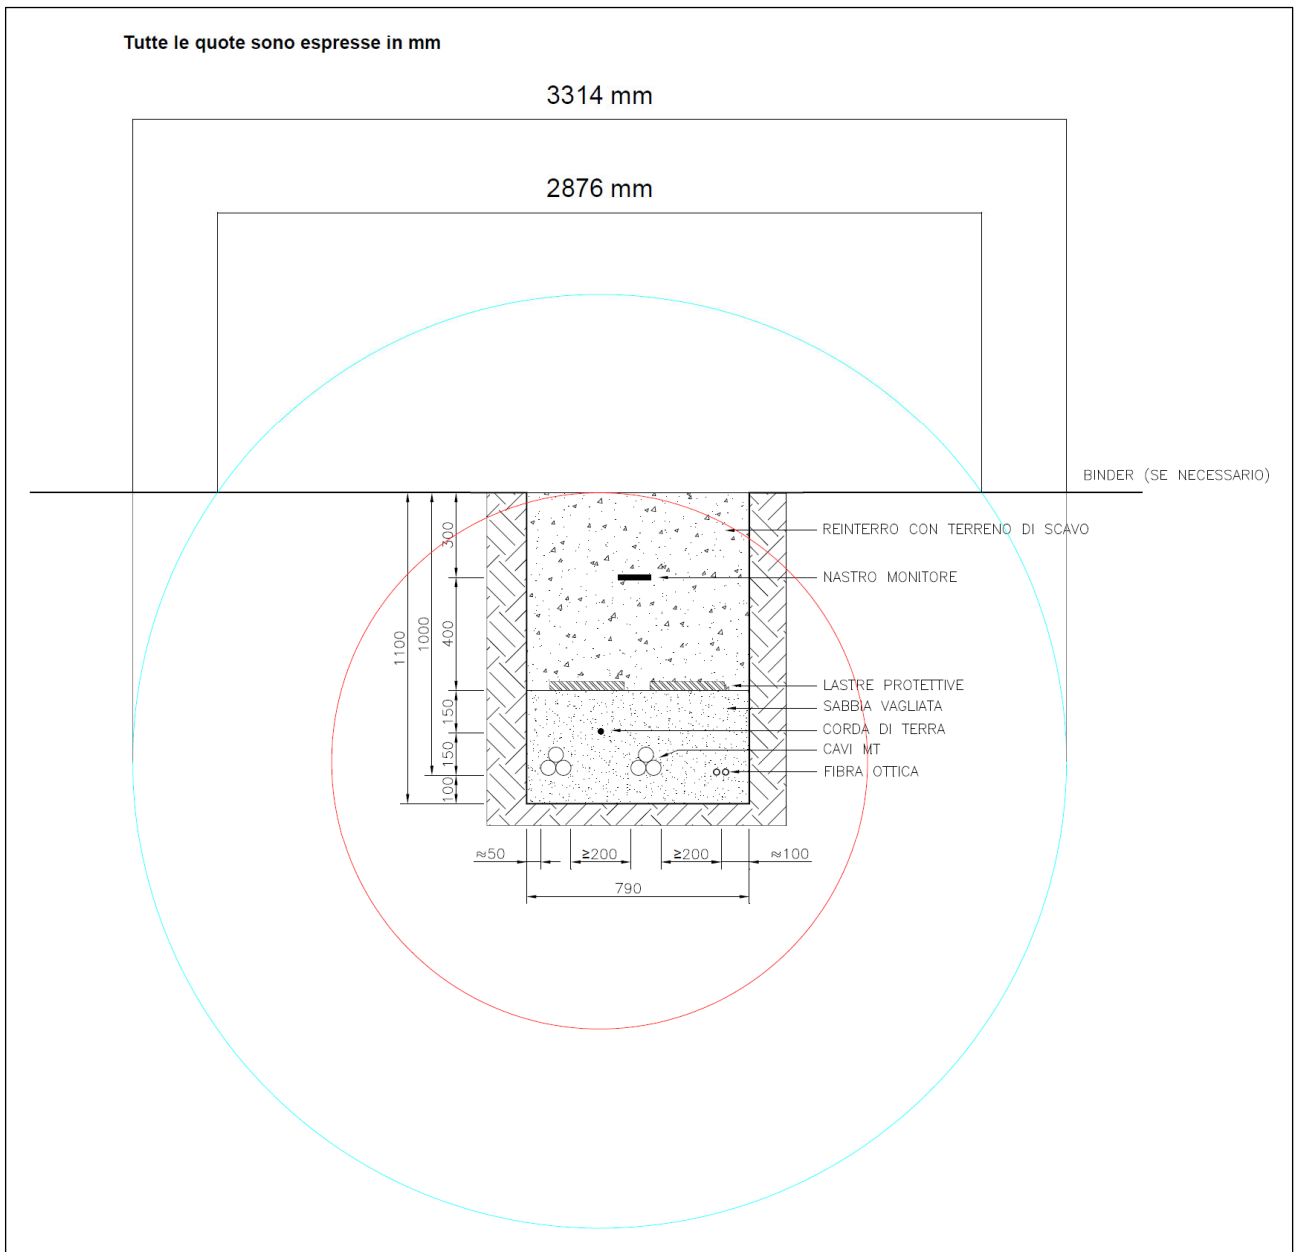 Tutte le quote sono espresse in mm
3314 mm
2876 mm
BINDER (SE NECESSARIO)
300
REINTERRO CON TERRENO DI SCAVO
NASTRO MONITORE
1100
1000
400
LASTRE PROTETTIVE
150
SABBIA VAGLIATA
CORDA DI TERRA
150
CAVI MT
FIBRA OTTICA
100
≈50
≥200
≥200
≈100
790